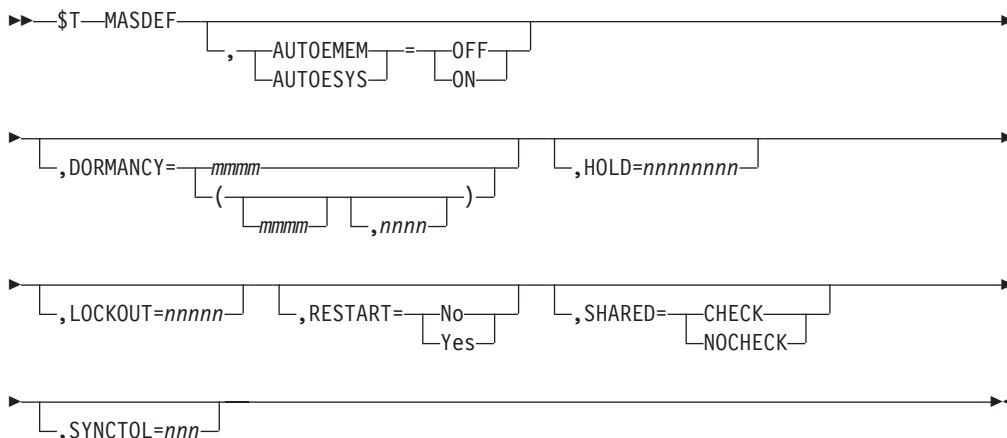 $T MASDEF
, AUTOEMEM = OFF
AUTOESYS ON
,DORMANCY= mmmm ,HOLD=nnnnnnnn
( )
mmmm ,nnnn
,LOCKOUT=nnnnn ,RESTART= No ,SHARED= CHECK
Yes NOCHECK
,SYNCTOL=nnn